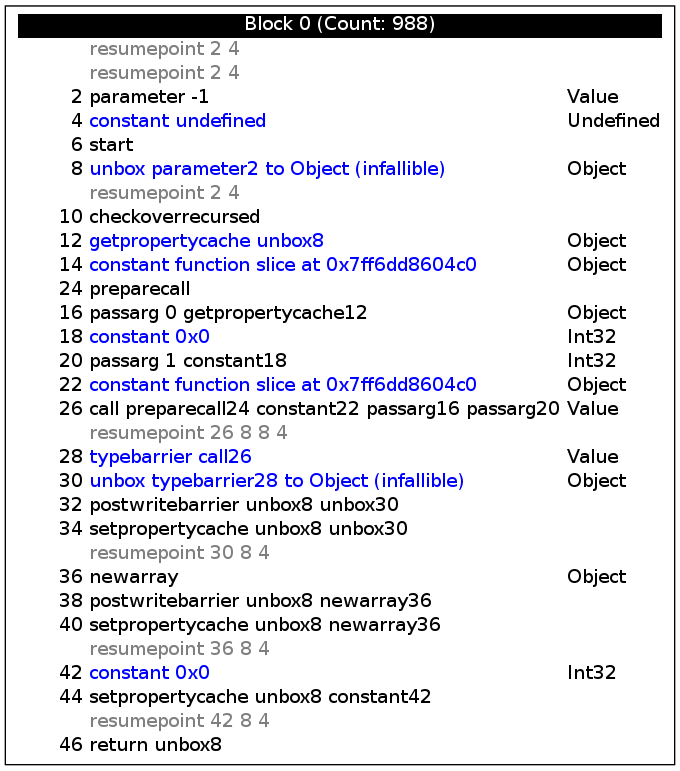 Block 0 (Count: 988)
resumepoint 2 4
resumepoint 2 4
2 parameter -1 Value
4 constant undefined Undefined
6 start
8 unbox parameter2 to Object (infallible) Object
resumepoint 2 4
10 checkoverrecursed
12 getpropertycache unbox8 Object
14 constant function slice at 0x7ff6dd8604c0 Object
24 preparecall
16 passarg 0 getpropertycache12 Object
18 constant 0x0 Int32
20 passarg 1 constant18 Int32
22 constant function slice at 0x7ff6dd8604c0 Object
26 call preparecall24 constant22 passarg16 passarg20 Value
resumepoint 26 8 8 4
28 typebarrier call26 Value
30 unbox typebarrier28 to Object (infallible) Object
32 postwritebarrier unbox8 unbox30
34 setpropertycache unbox8 unbox30
resumepoint 30 8 4
36 newarray Object
38 postwritebarrier unbox8 newarray36
40 setpropertycache unbox8 newarray36
resumepoint 36 8 4
42 constant 0x0 Int32
44 setpropertycache unbox8 constant42
resumepoint 42 8 4
46 return unbox8